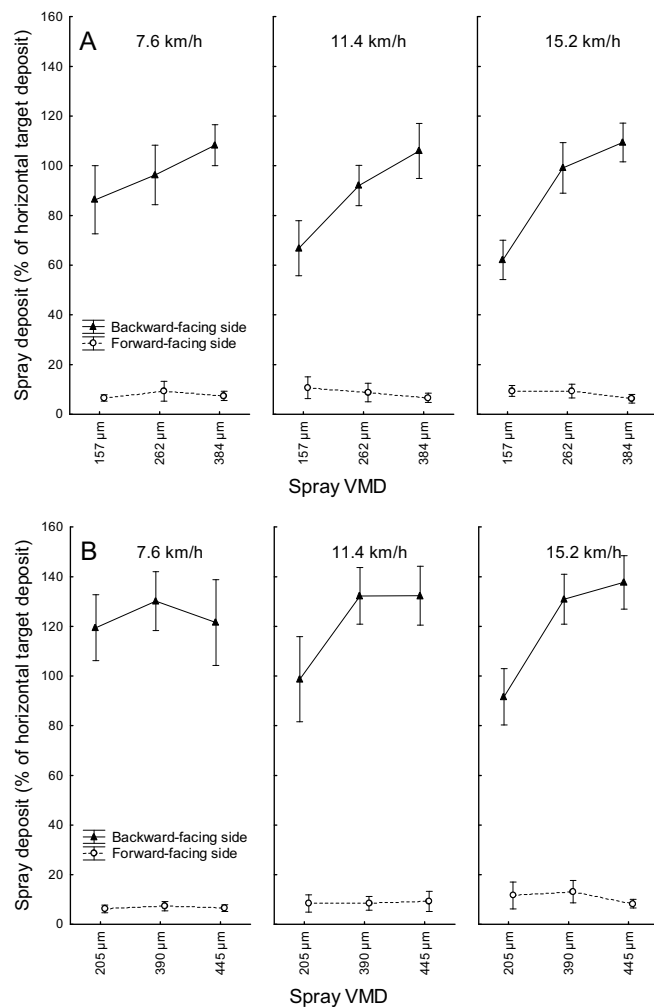 A
7.6 km/h
11.4 km/h
15.2 km/h
Spray deposit (% of horizontal target deposit)
160
140
120
100
80
60
40
20
0
Backward-facing side
Forward-facing side
157 µm
262 µm
384 µm
157 µm
262 µm
384 µm
157 µm
262 µm
384 µm
Spray VMD
B
7.6 km/h
11.4 km/h
15.2 km/h
Spray deposit (% of horizontal target deposit)
160
140
120
100
80
60
40
20
0
Backward-facing side
Forward-facing side
205 µm
390 µm
445 µm
205 µm
390 µm
445 µm
205 µm
390 µm
445 µm
Spray VMD